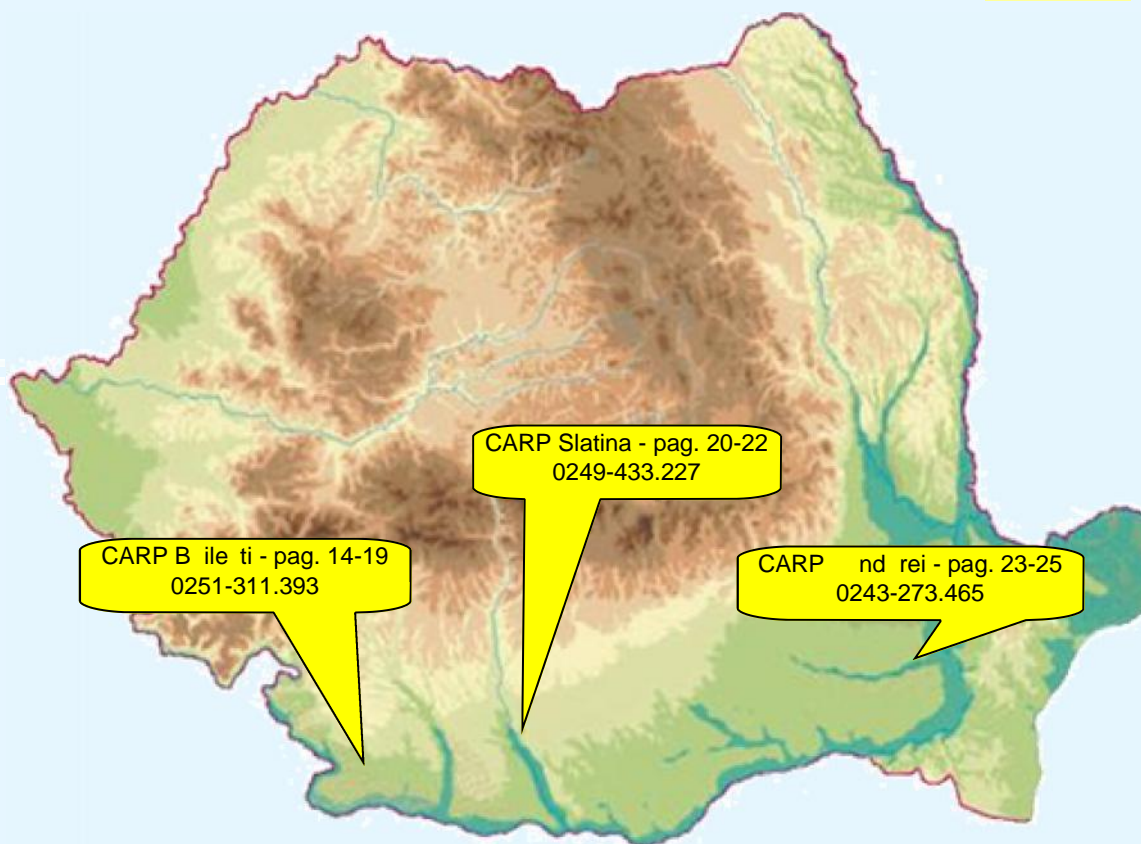 CARP Slatina - pag. 20-22
0249-433.227
CARP B ile ti - pag. 14-19
0251-311.393
CARP nd rei - pag. 23-25
0243-273.465